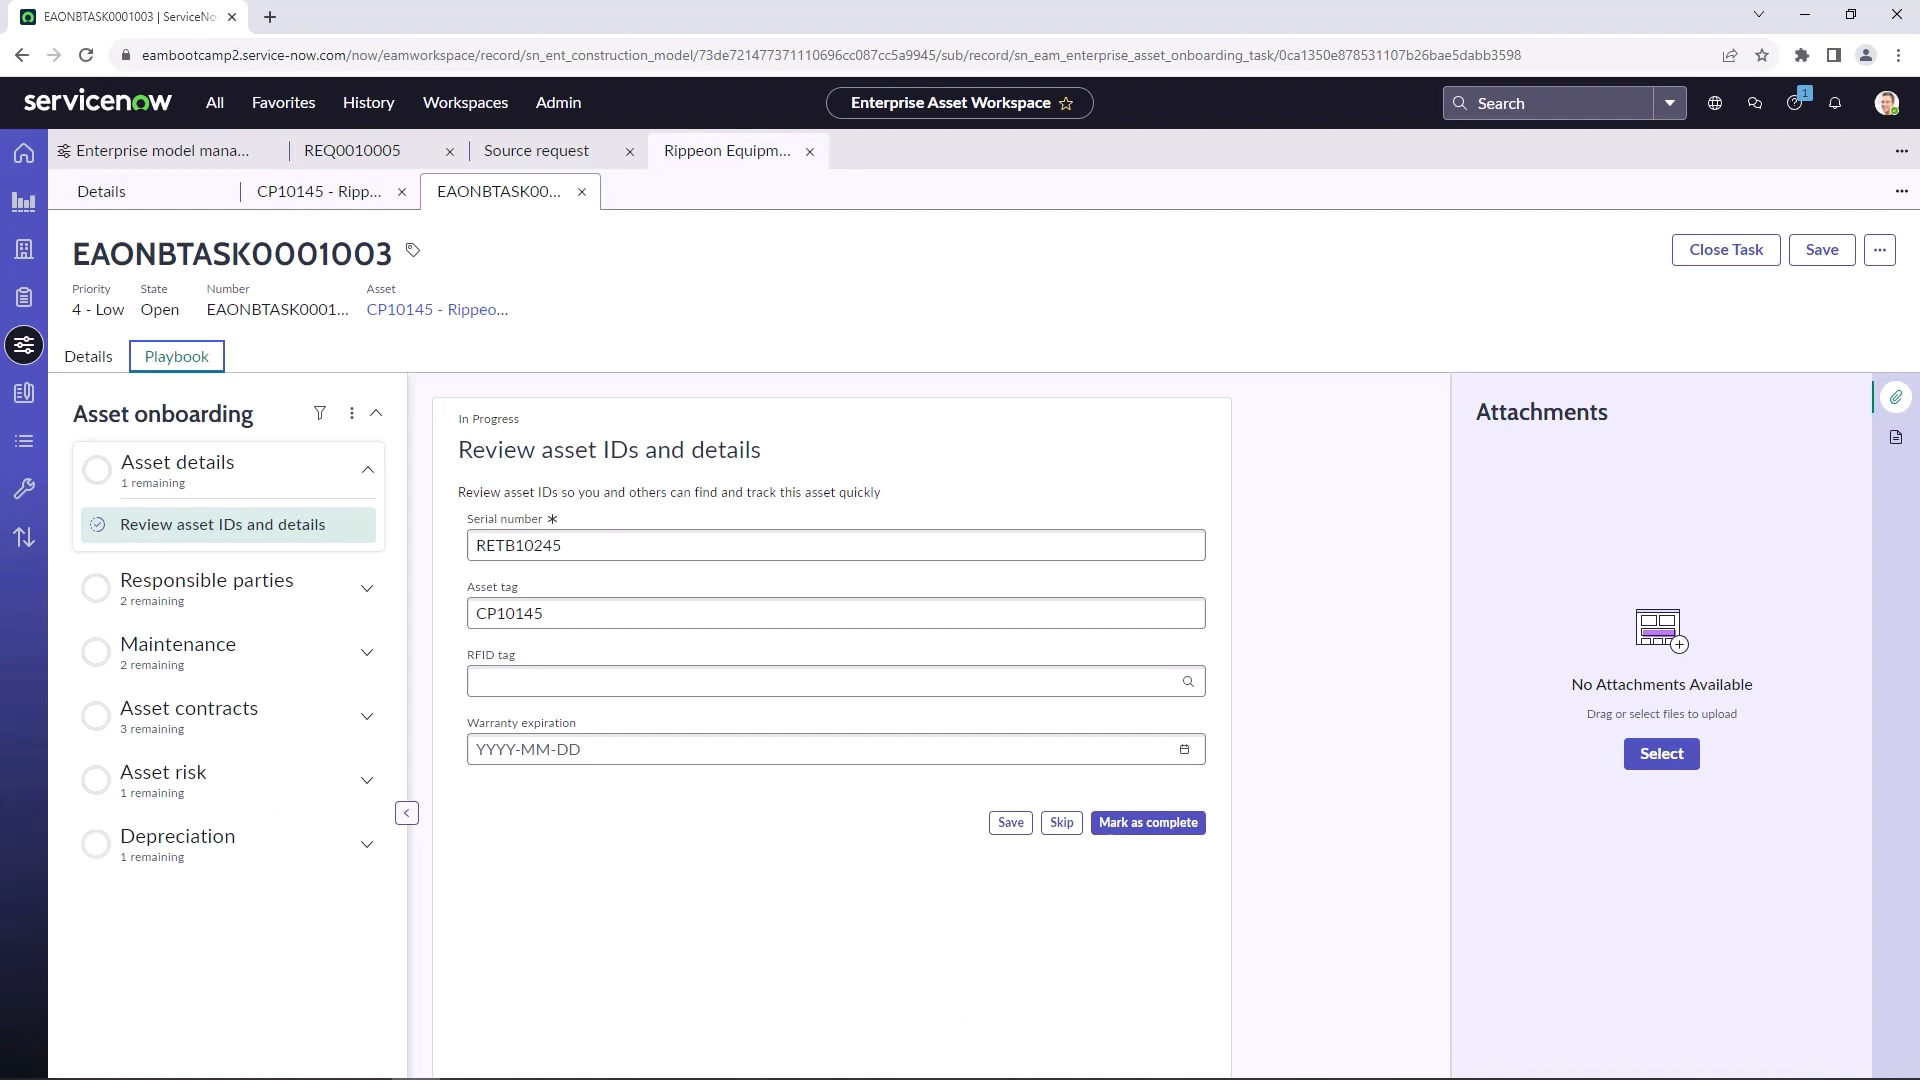 EAONBTASK0001003 | ServiceNo
eambootcamp2.service-now.com/now/eamworkspace/record/sn_ent_construction_model/73de721477371110696cc087cc5a9945/sub/record/sn_eam_enterprise_asset_onboarding_task/0ca1350e878531107b26bae5dabb3598
servicenow
All
Favorites
History
Workspaces
Admin
Enterprise Asset Workspace
Search
1
Enterprise model mana...
REQ0010005
Source request
Rippeon Equipm...
Details
CP10145 - Ripp...
EAONBTASK00...
EAONBTASK0001003
Close Task
Save
Priority
State
Number
Asset
4 - Low
Open
EAONBTASK0001...
CP10145 - Rippeo...
Details
Playbook
Asset onboarding
Asset details
1 remaining
Review asset IDs and details
Responsible parties
2 remaining
Maintenance
2 remaining
Asset contracts
3 remaining
Asset risk
1 remaining
Depreciation
1 remaining
In Progress
Review asset IDs and details
Review asset IDs so you and others can find and track this asset quickly
Serial number
RETB10245
Asset tag
CP10145
RFID tag
Warranty expiration
YYYY-MM-DD
Save
Skip
Mark as complete
Attachments
No Attachments Available
Drag or select files to upload
Select